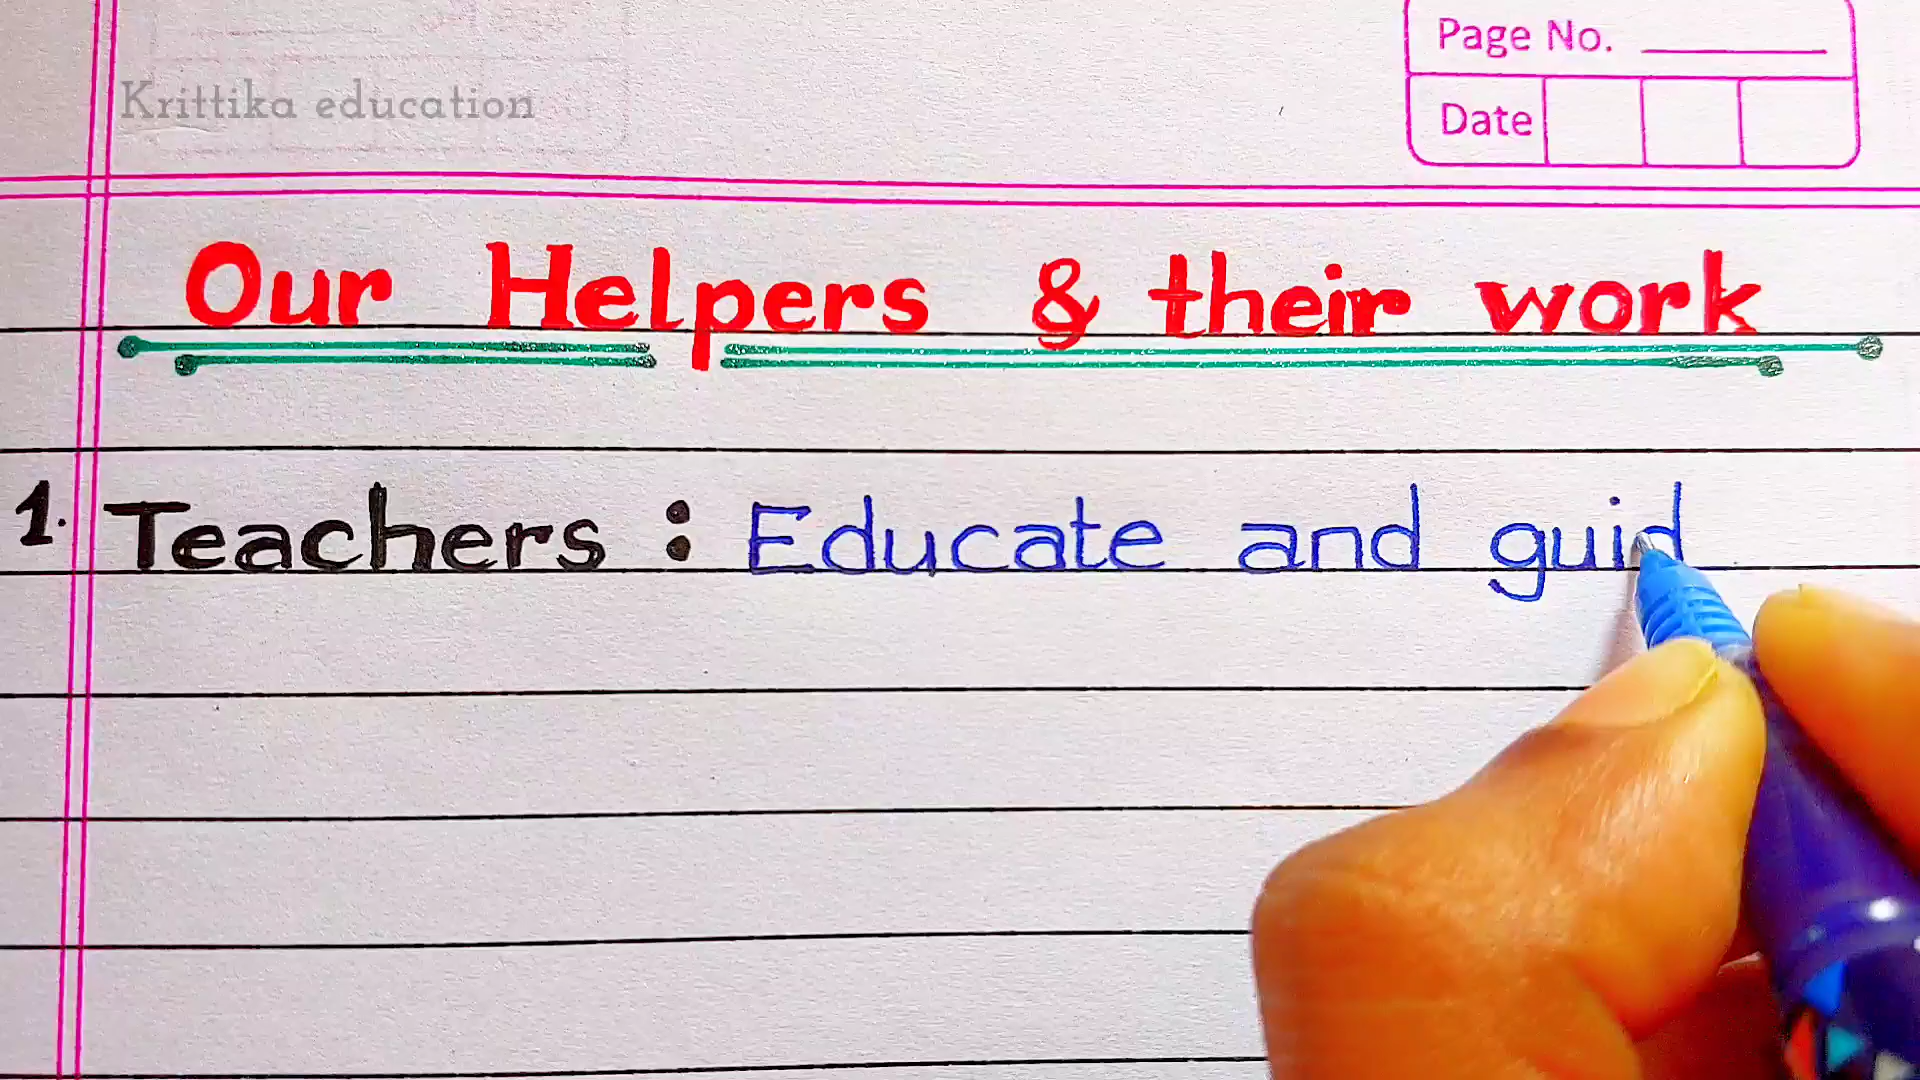 Page No.
Krittika education
Date
Our Helpers & their work
1. Teachers : Educate and guid